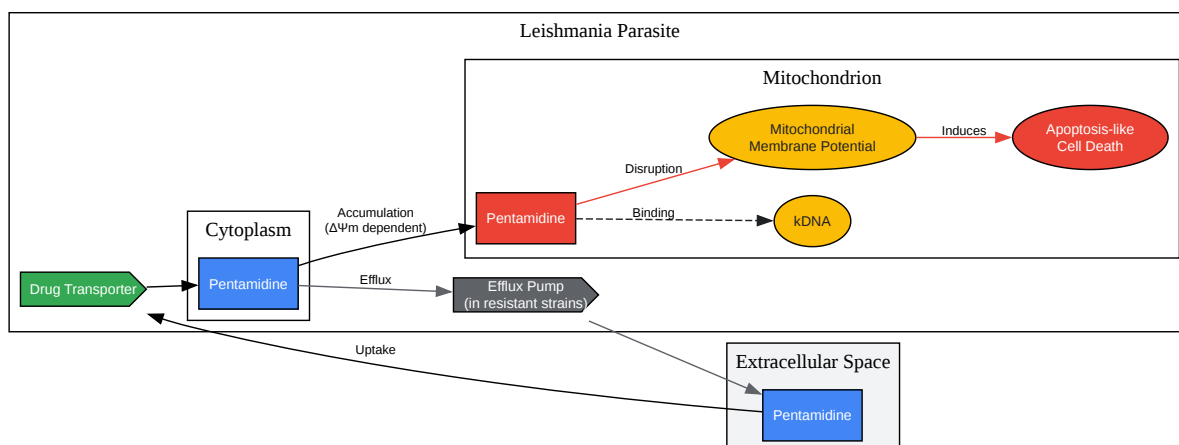 Leishmania Parasite
Mitochondrion
Mitochondrial
Membrane Potential
Induces
Apoptosis-like
Cell Death
Disruption
Pentamidine
Binding
kDNA
Accumulation
(ΔΨm dependent)
Cytoplasm
Pentamidine
Drug Transporter
Efflux
Efflux Pump
(in resistant strains)
Uptake
Extracellular Space
Pentamidine